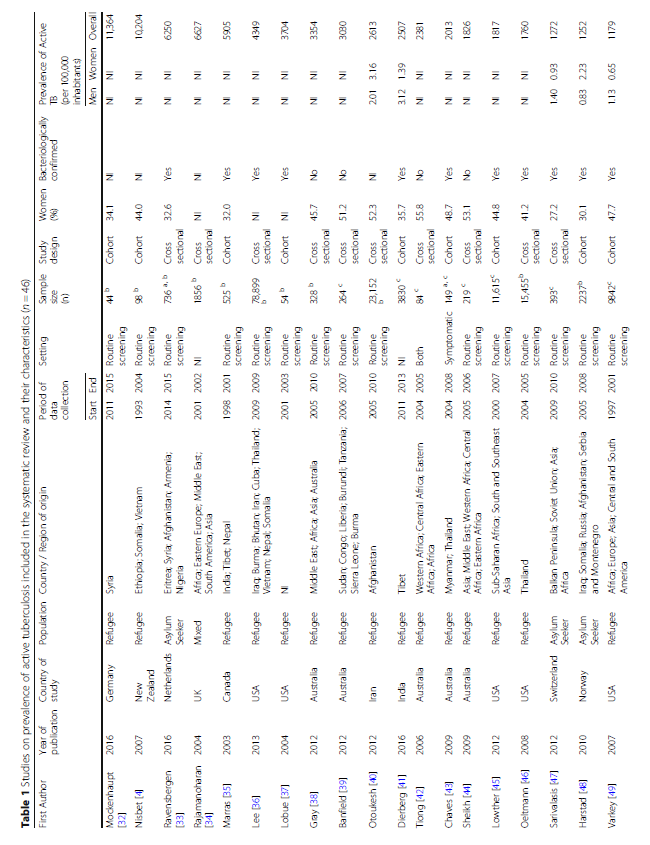 Table 1 Studies on prevalence of active tuberculosis included in the systematic review and their characteristics (n = 46)
First Author Year of Country of Population Country / Region of origin Period of Setting Sample Study Women Bacteriologically Prevalence of Active
publication study data size design (%) confirmed TB
collection (n) (per 100,000
inhabitants)
Start End Men Women Overall
Mockenhaupt 2016 Germany Refugee Syria 2011 2015 Routine 44 b Cohort 34.1 NI NI NI 11,364
[32] screening
Nisbet [4] 2007 New Refugee Ethiopia; Somalia; Vietnam 1993 2004 Routine 98 b Cohort 44.0 NI NI NI 10,204
Zealand screening
Ravensbergen 2016 Netherlands Asylum Eritrea; Syria; Afghanistan; Armenia; 2014 2015 Routine 736 a, b Cross 32.6 Yes NI NI 6250
[33] Seeker Nigeria screening sectional
Rajamanoharan 2004 UK Mixed Africa; Eastern Europe; Middle East; 2001 2002 NI 1856 b Cross NI NI NI NI 6627
[34] South America; Asia sectional
Marras [35] 2003 Canada Refugee India; Tibet; Nepal 1998 2001 Routine 525 b Cohort 32.0 Yes NI NI 5905
screening
Lee [36] 2013 USA Refugee Iraq; Burma; Bhutan; Iran; Cuba; Thailand; 2009 2009 Routine 78,899 Cross NI Yes NI NI 4349
Vietnam; Nepal; Somalia screening b sectional
Lobue [37] 2004 USA Refugee NI 2001 2003 Routine 54 b Cohort NI Yes NI NI 3704
screening
Gray [38] 2012 Australia Refugee Middle East; Africa; Asia; Australia 2005 2010 Routine 328 b Cross 45.7 No NI NI 3354
screening sectional
Banfield [39] 2012 Australia Refugee Sudan; Congo; Liberia; Burundi; Tanzania; 2006 2007 Routine 264 c Cross 51.2 No NI NI 3030
Sierra Leone; Burma screening sectional
Otoukesh [40] 2012 Iran Refugee Afghanistan 2005 2010 Routine 23,152 Cross 52.3 NI 2.01 3.16 2613
screening b sectional
Dierberg [41] 2016 India Refugee Tibet 2011 2013 NI 3830 c Cohort 35.7 Yes 3.12 1.39 2507
Tiong [42] 2006 Australia Refugee Western Africa; Central Africa; Eastern 2004 2005 Both 84 c Cross 55.8 No NI NI 2381
Africa; Africa sectional
Chaves [43] 2009 Australia Refugee Myanmar; Thailand 2004 2008 Symptomatic 149 a, c Cohort 48.7 Yes NI NI 2013
Sheikh [44] 2009 Australia Refugee Asia; Middle East; Western Africa; Central 2005 2006 Routine 219 c Cross 53.1 No NI NI 1826
Africa; Eastern Africa screening sectional
Lowther [45] 2012 USA Refugee Sub-Saharan Africa; South and Southeast 2000 2007 Routine 11,615c Cohort 44.8 Yes NI NI 1817
Asia screening
Oeltmann [46] 2008 USA Refugee Thailand 2004 2005 Routine 15,455b Cross 41.2 Yes NI NI 1760
screening sectional
Sarivalasis [47] 2012 Switzerland Asylum Balkan Peninsula; Soviet Union; Asia; 2009 2010 Routine 393c Cross 27.2 Yes 1.40 0.93 1272
Seeker Africa screening sectional
Harstad [48] 2010 Norway Asylum Iraq; Somalia; Russia; Afghanistan; Serbia 2005 2008 Routine 2237b Cohort 30.1 Yes 0.83 2.23 1252
Seeker and Montenegro screening
Varkey [49] 2007 USA Refugee Africa; Europe; Asia; Central and South 1997 2001 Routine 9842c Cohort 47.7 Yes 1.13 0.65 1179
America screening